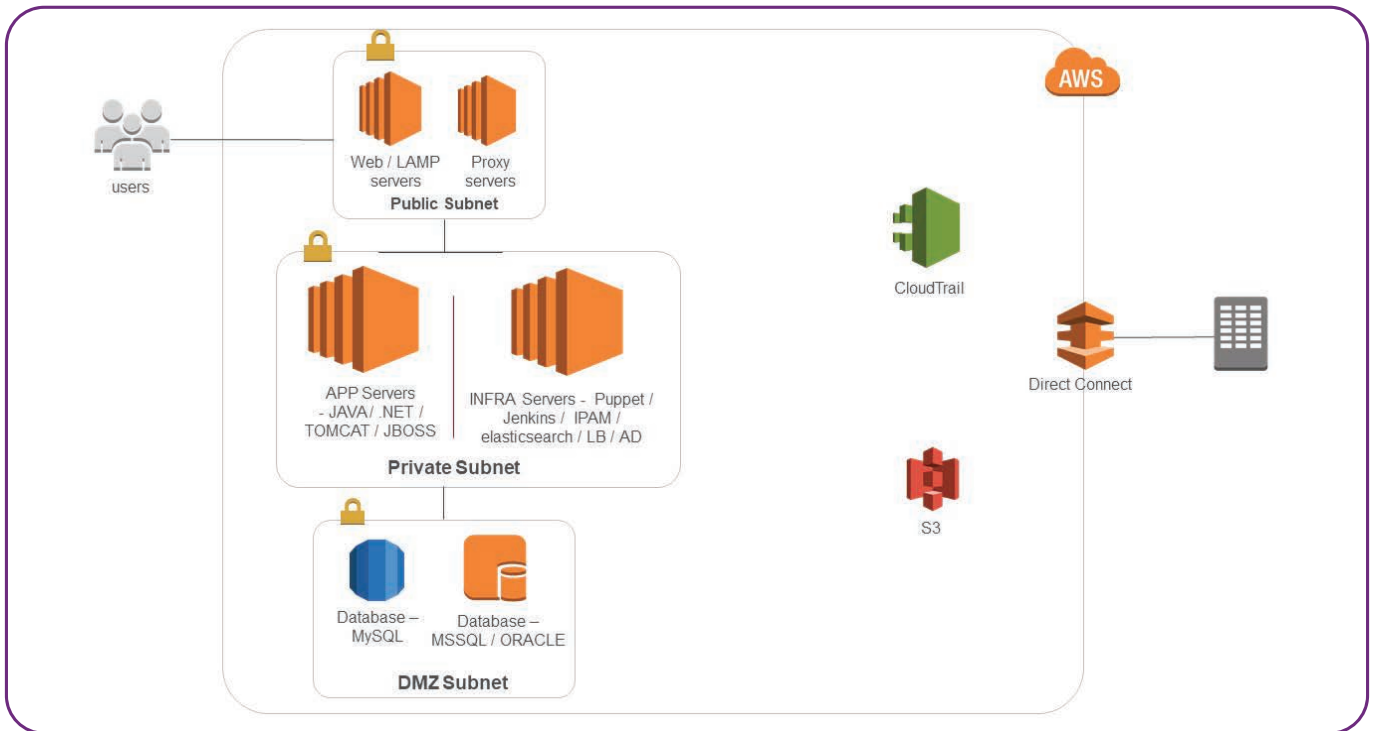 AWS
users
Web / LAMP
servers
Proxy
servers
Public Subnet
CloudTrail
APP Servers
- JAVA / .NET /
TOMCAT / JBOSS
INFRA Servers - Puppet /
Jenkins / IPAM /
elasticsearch / LB / AD
Private Subnet
Direct Connect
S3
Database –
MySQL
Database –
MSSQL / ORACLE
DMZ Subnet